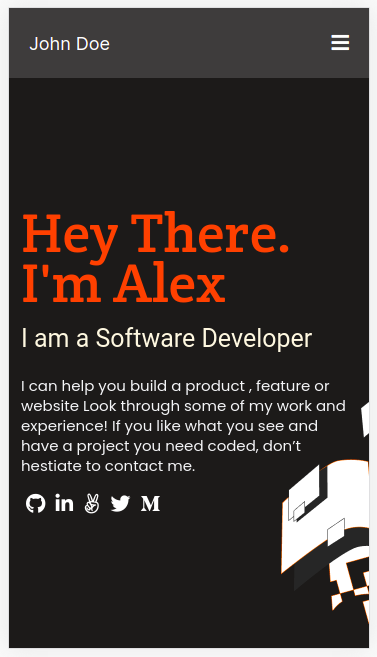 John Doe
Hey There.
I'm Alex
I am a Software Developer
I can help you build a product , feature or
website Look through some of my work and
experience! If you like what you see and
have a project you need coded, don’t
hestiate to contact me.